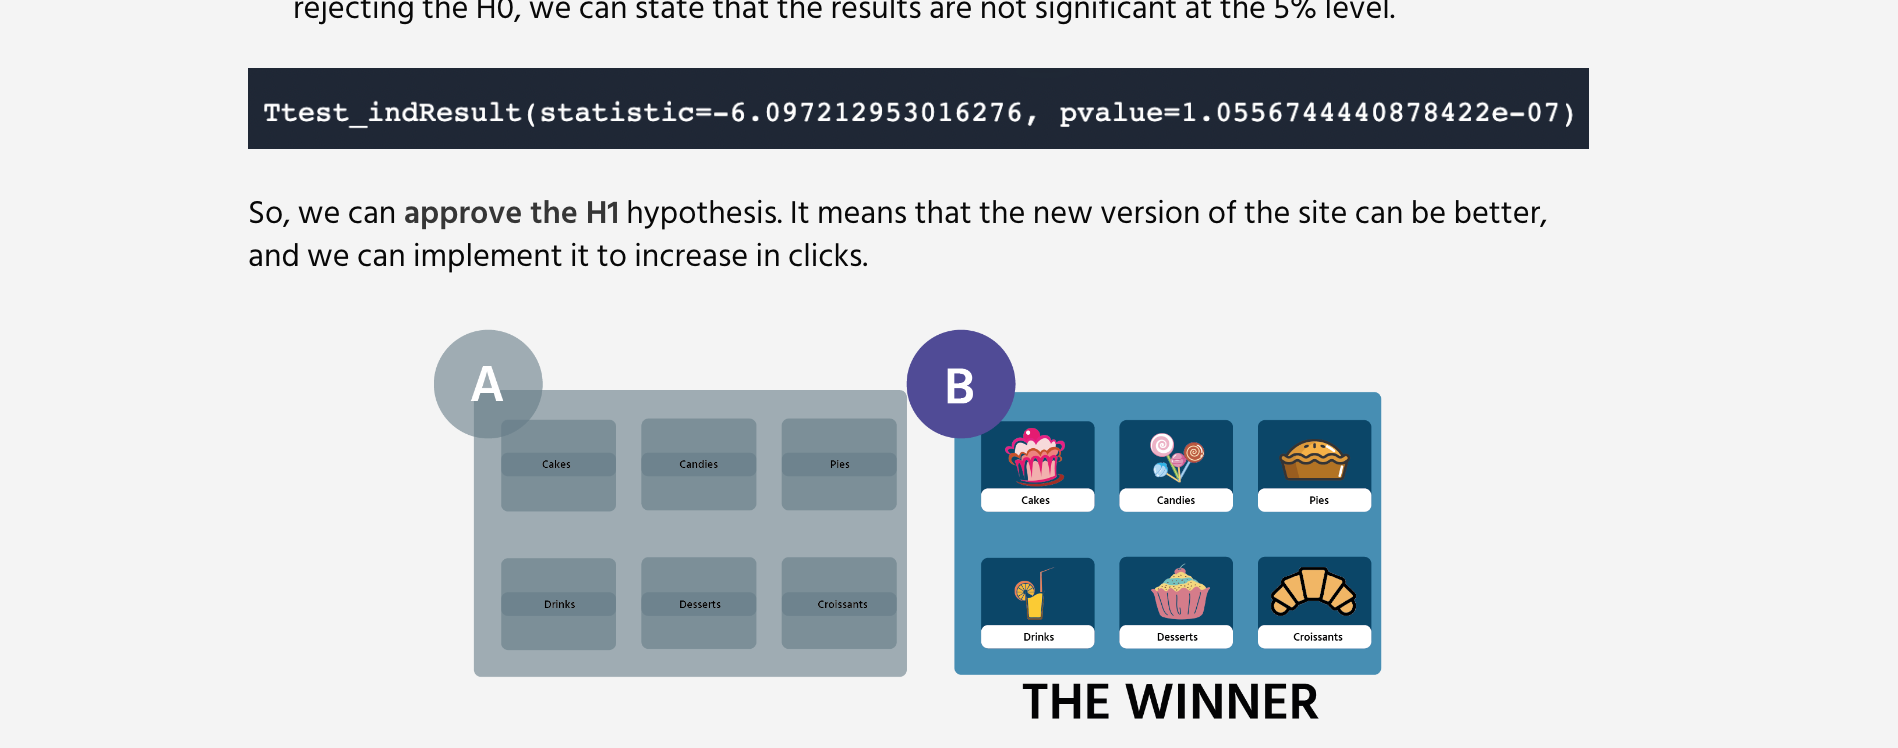 rejecting the H0, we can state that the results are not significant at the 5% level.
Ttest_indResult(statistic=-6.097212953016276, pvalue=1.0556744440878422e-07)
So, we can approve the H1 hypothesis. It means that the new version of the site can be better,
and we can implement it to increase in clicks.
A
Cakes Candies Pies
Drinks Desserts Croissants
B
Cakes Candies Pies
Drinks Desserts Croissants
THE WINNER